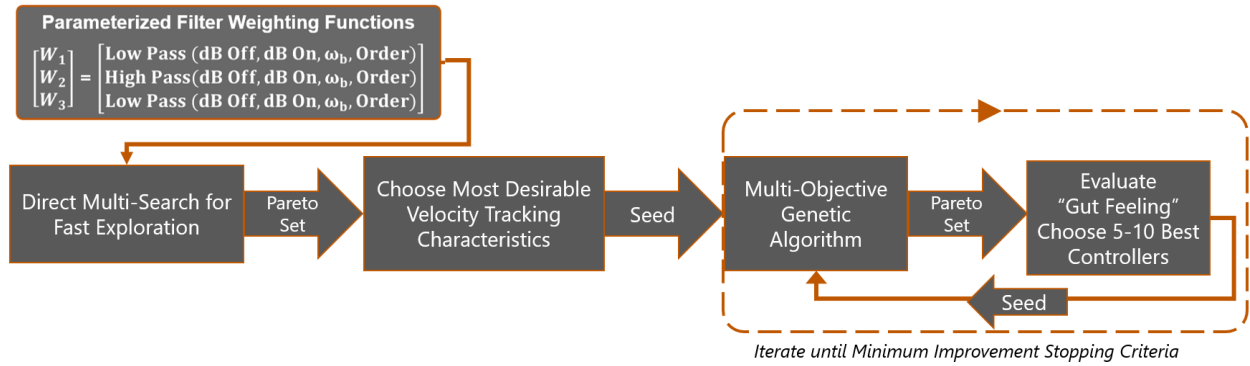 Parameterized Filter Weighting Functions
[W₁] = [Low Pass (dB Off, dB On, ω_b, Order)]
[W₂] = [High Pass(dB Off, dB On, ω_b, Order)]
[W₃] = [Low Pass (dB Off, dB On, ω_b, Order)]
Direct Multi-Search for
Fast Exploration
Pareto
Set
Choose Most Desirable
Velocity Tracking
Characteristics
Seed
Multi-Objective
Genetic
Algorithm
Pareto
Set
Evaluate
“Gut Feeling”
Choose 5-10 Best
Controllers
Seed
Iterate until Minimum Improvement Stopping Criteria